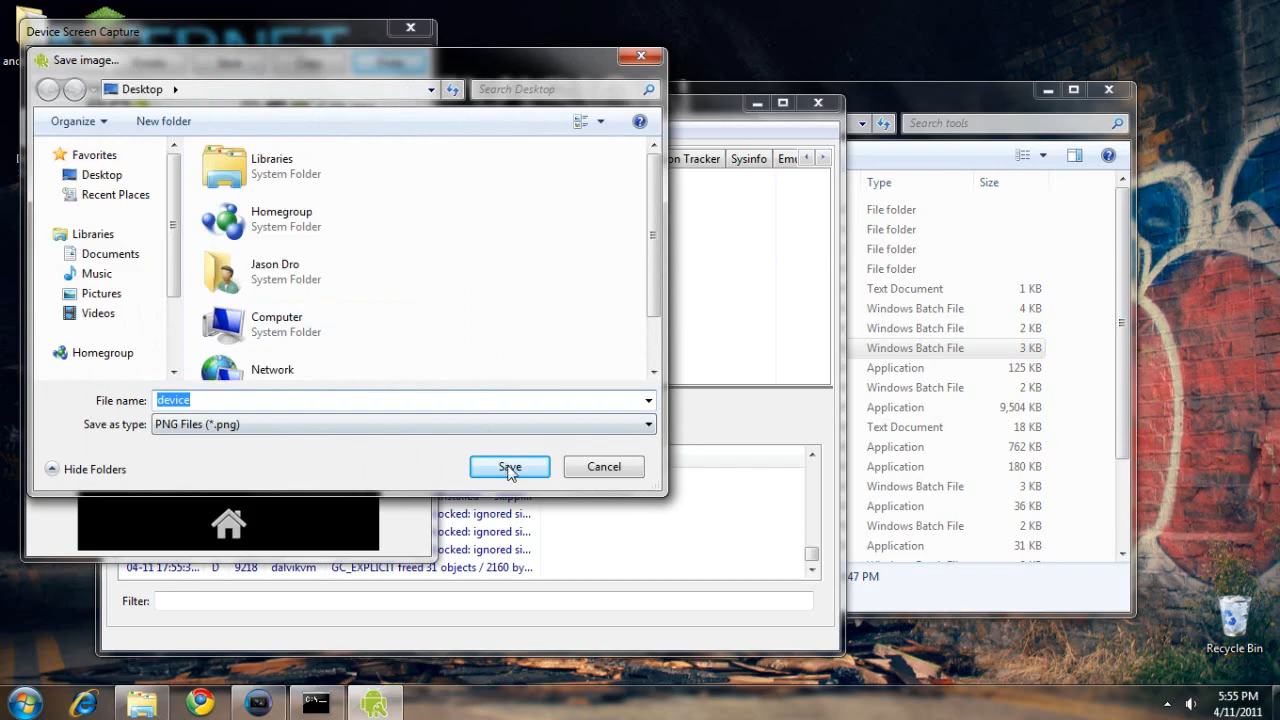 Device Screen Capture
Save image...
Desktop
Search Desktop
Organize
New folder
Favorites
Desktop
Recent Places
Libraries
Documents
Music
Pictures
Videos
Homegroup
Libraries
System Folder
Homegroup
System Folder
Jason Dro
System Folder
Computer
System Folder
Network
File name: device
Save as type: PNG Files (*.png)
Hide Folders
Save
Cancel
on Tracker
Sysinfo
Emu
ocked: ignored si...
ocked: ignored si...
ocked: ignored si...
04-11 17:55:3... D 9218 dalvikvm GC_EXPLICIT freed 31 objects / 2160 by...
Filter:
Search tools
Type Size
File folder
File folder
File folder
File folder
Text Document 1 KB
Windows Batch File 4 KB
Windows Batch File 2 KB
Windows Batch File 3 KB
Application 125 KB
Windows Batch File 2 KB
Application 9,504 KB
Text Document 18 KB
Application 762 KB
Application 180 KB
Windows Batch File 3 KB
Application 36 KB
Windows Batch File 2 KB
Application 31 KB
47 PM
Recycle Bin
5:55 PM
4/11/2011